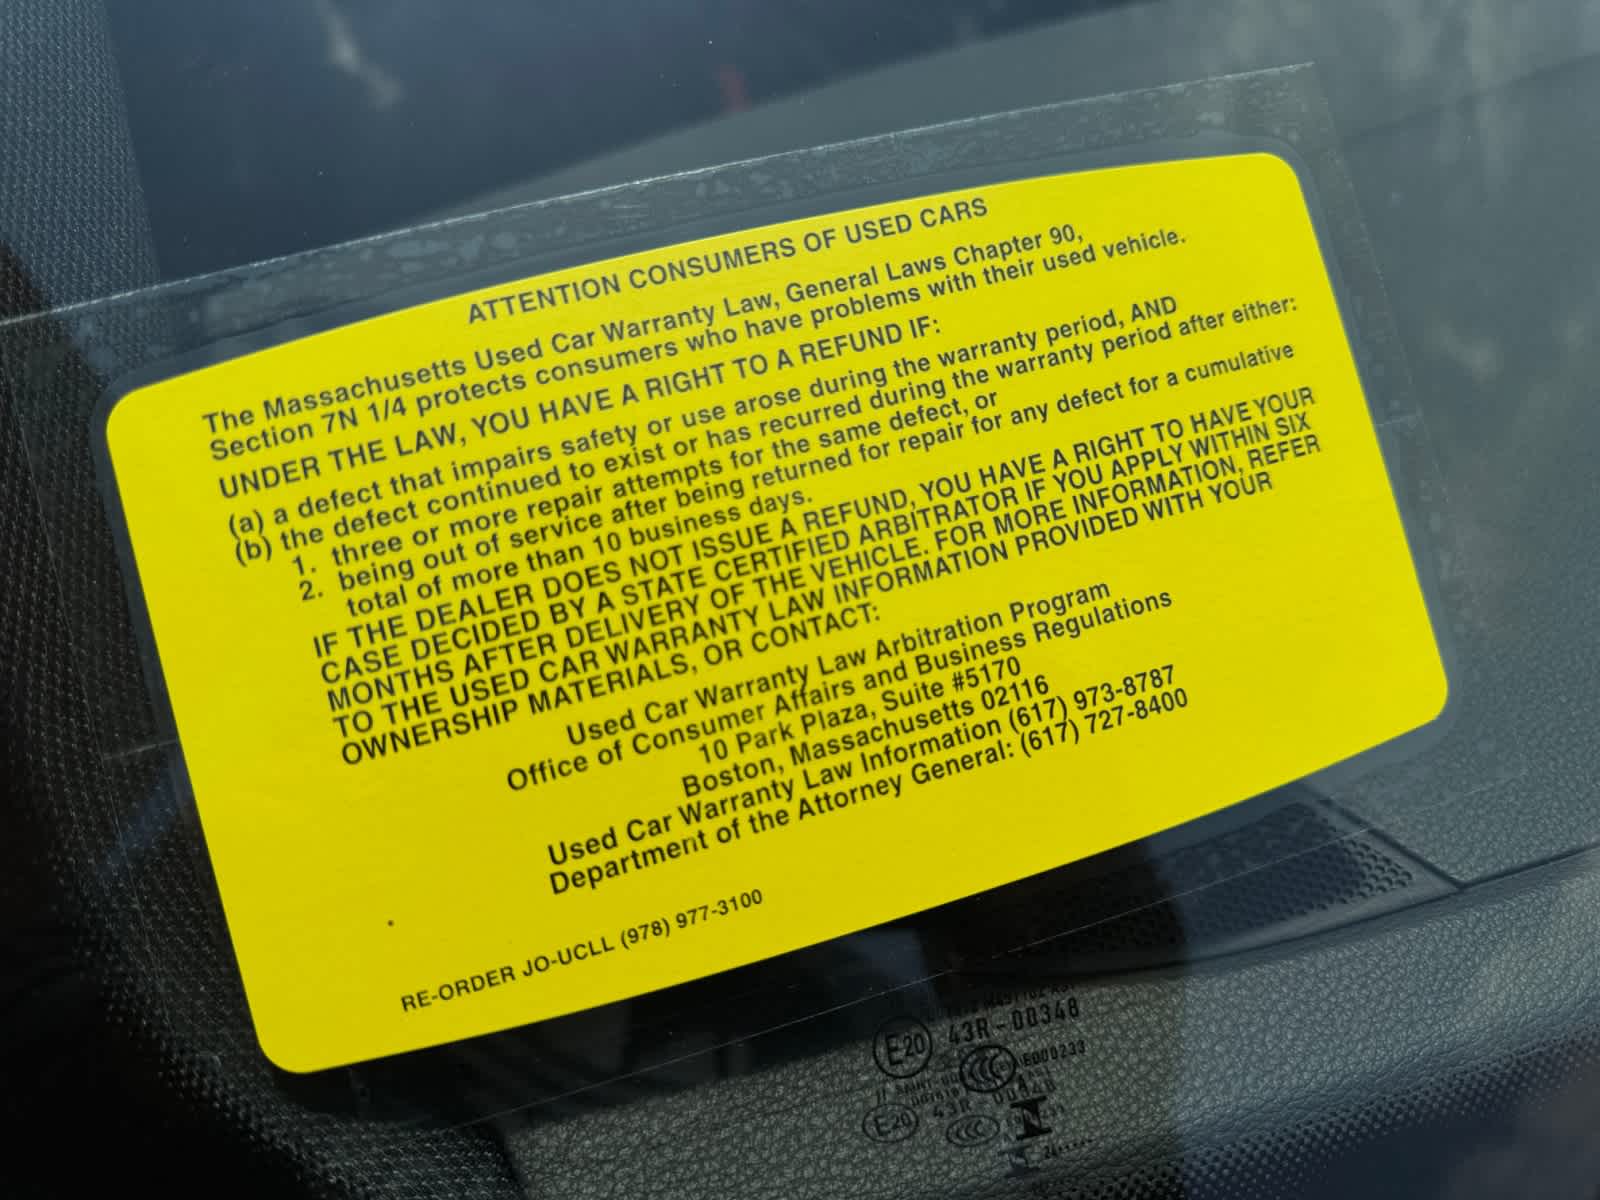 ATTENTION CONSUMERS OF USED CARS
The Massachusetts Used Car Warranty Law, General Laws Chapter 90,
Section 7N 1/4 protects consumers who have problems with their used vehicle.
UNDER THE LAW, YOU HAVE A RIGHT TO A REFUND IF:
(a) a defect that impairs safety or use arose during the warranty period, AND
(b) the defect continued to exist or has recurred during the warranty period after either:
1. three or more repair attempts for the same defect, or
2. being out of service after being returned for repair for any defect for a cumulative
total of more than 10 business days.
IF THE DEALER DOES NOT ISSUE A REFUND, YOU HAVE A RIGHT TO HAVE YOUR
CASE DECIDED BY A STATE CERTIFIED ARBITRATOR IF YOU APPLY WITHIN SIX
MONTHS AFTER DELIVERY OF THE VEHICLE. FOR MORE INFORMATION, REFER
TO THE USED CAR WARRANTY LAW INFORMATION PROVIDED WITH YOUR
OWNERSHIP MATERIALS, OR CONTACT:
Used Car Warranty Law Arbitration Program
Office of Consumer Affairs and Business Regulations
10 Park Plaza, Suite #5170
Boston, Massachusetts 02116
Used Car Warranty Law Information (617) 973-8787
Department of the Attorney General: (617) 727-8400
RE-ORDER JO-UCLL (978) 977-3100
E20 43R-00348
E000233
E20 43R